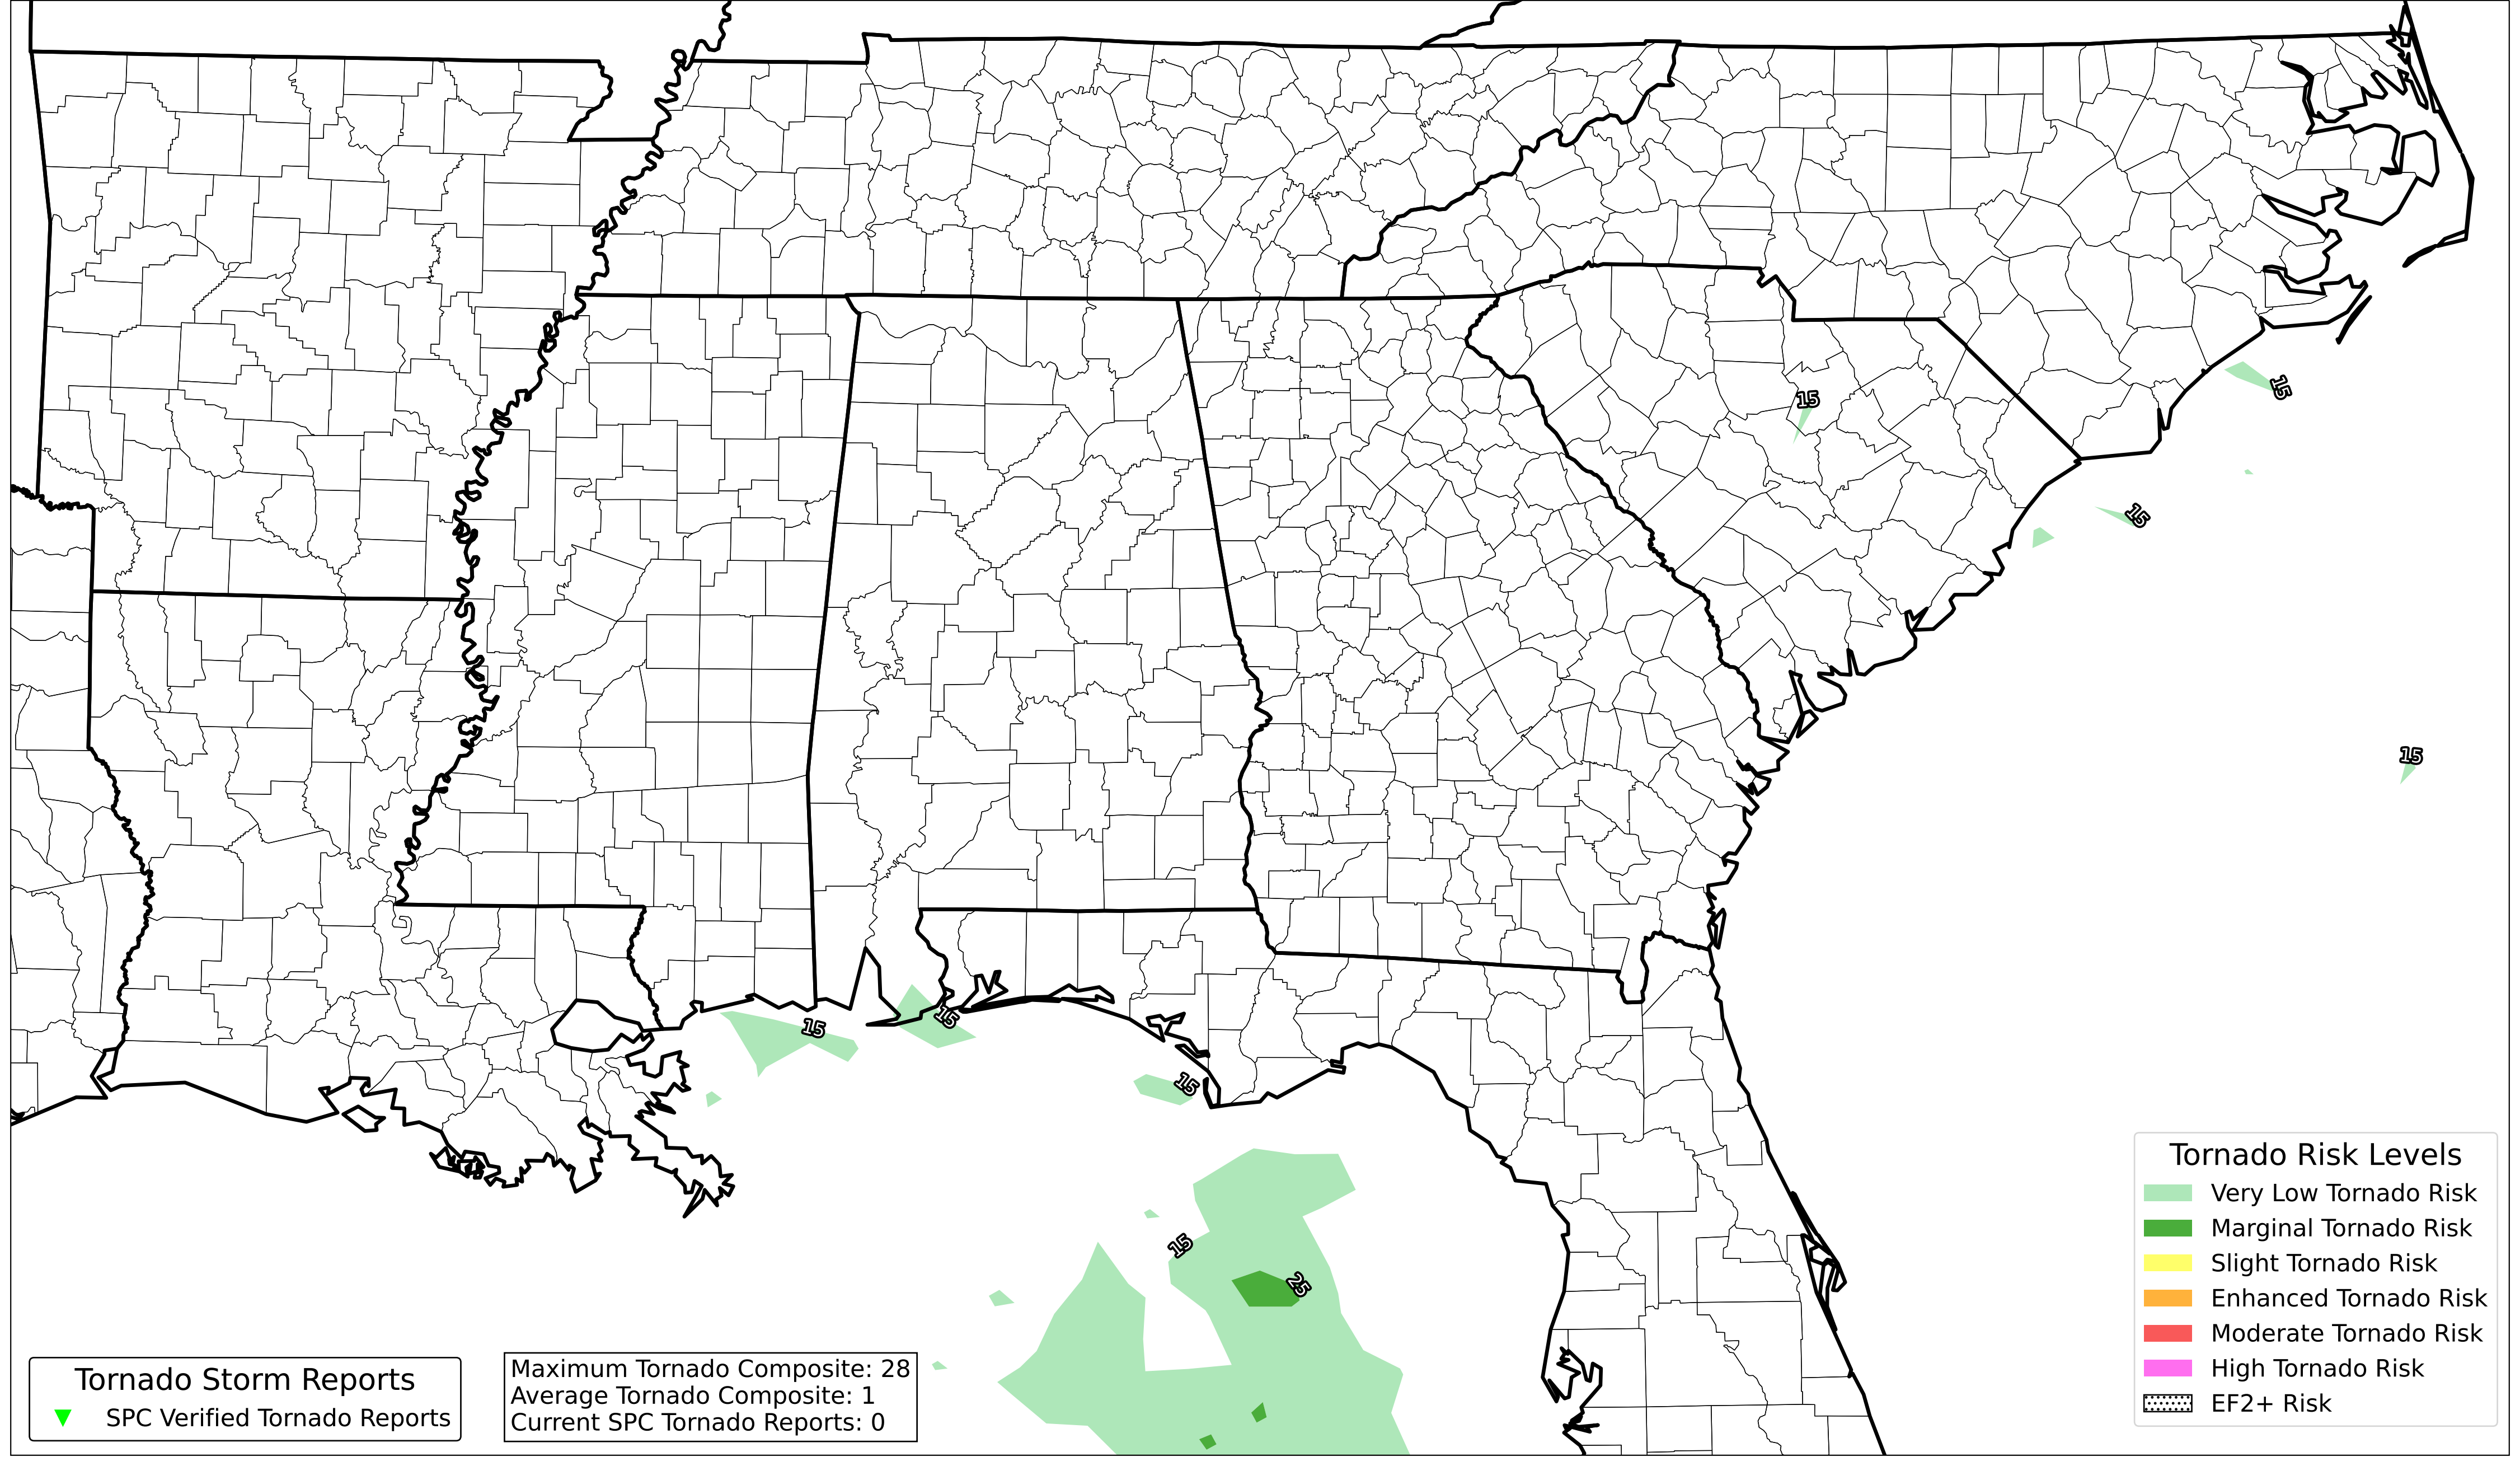 15
15
15
15
15
15
15
15
25
Tornado Risk Levels
Very Low Tornado Risk
Marginal Tornado Risk
Slight Tornado Risk
Enhanced Tornado Risk
Moderate Tornado Risk
High Tornado Risk
EF2+ Risk
Tornado Storm Reports
SPC Verified Tornado Reports
Maximum Tornado Composite: 28
Average Tornado Composite: 1
Current SPC Tornado Reports: 0